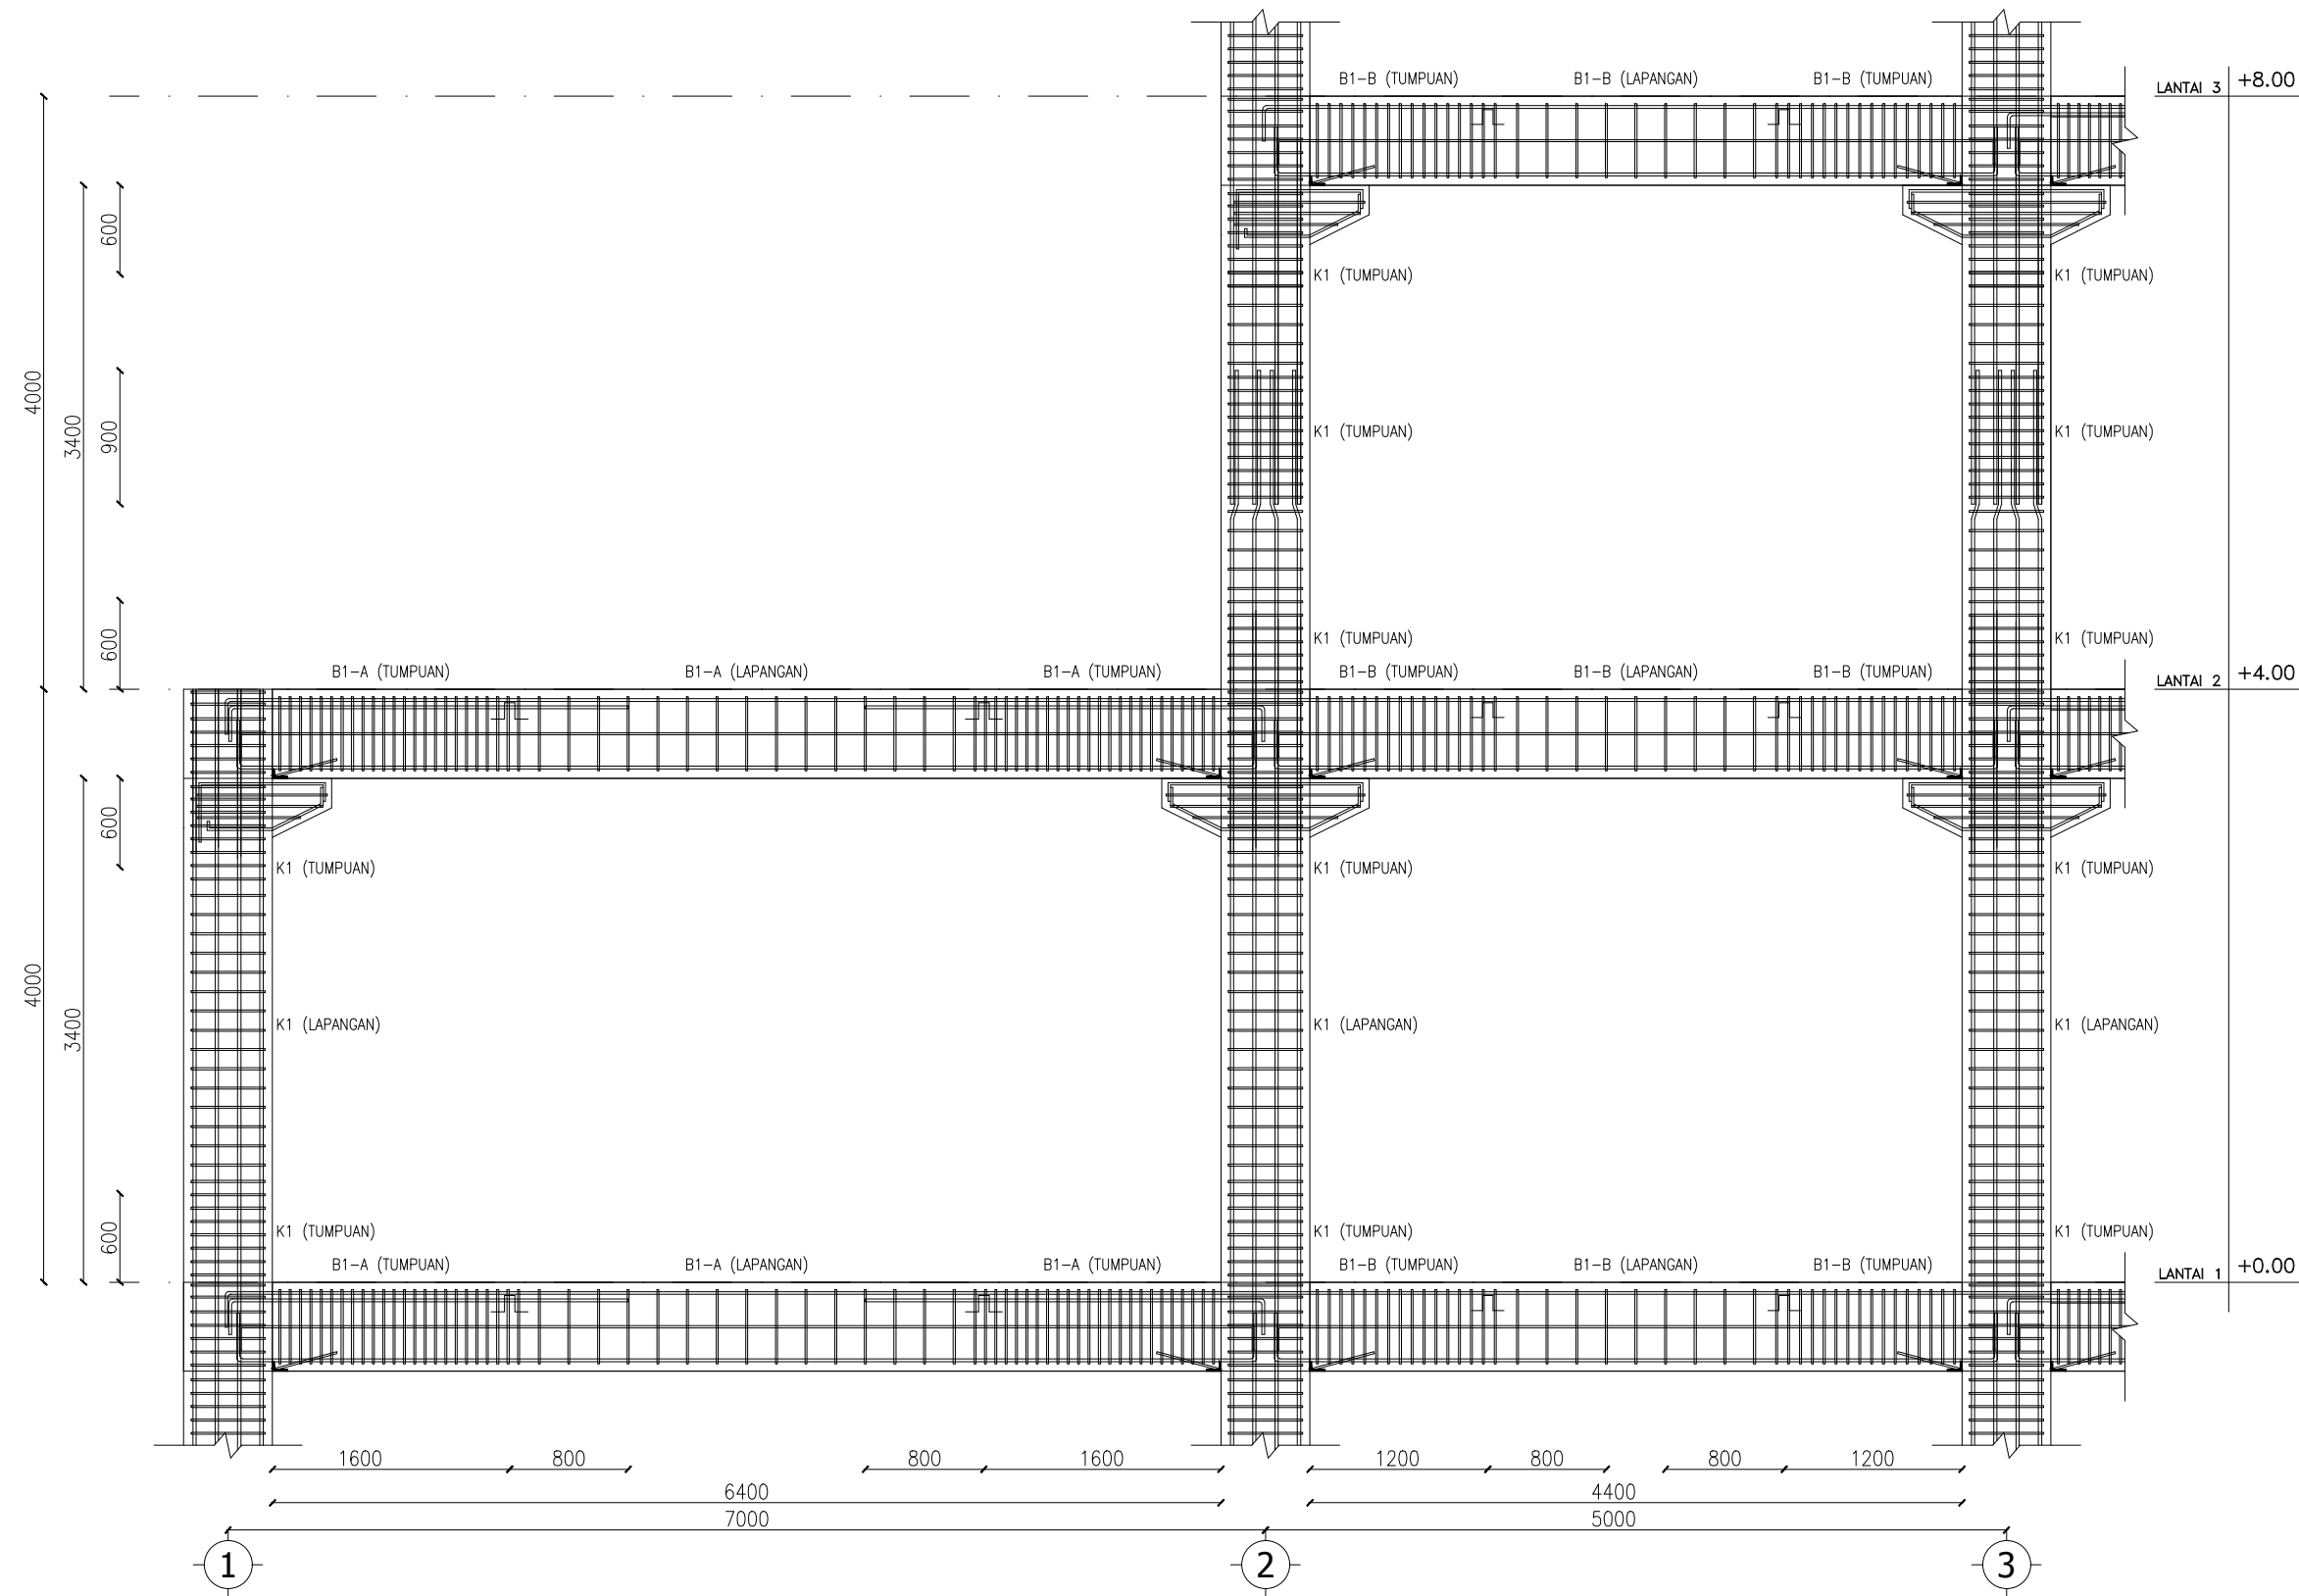 B1-B (TUMPUAN) B1-B (LAPANGAN) B1-B (TUMPUAN)
LANTAI 3 +8.00
600
K1 (TUMPUAN) K1 (TUMPUAN)
4000
3400
900
K1 (TUMPUAN) K1 (TUMPUAN)
600
K1 (TUMPUAN) K1 (TUMPUAN)
B1-A (TUMPUAN) B1-A (LAPANGAN) B1-A (TUMPUAN) B1-B (TUMPUAN) B1-B (LAPANGAN) B1-B (TUMPUAN)
LANTAI 2 +4.00
600
K1 (TUMPUAN) K1 (TUMPUAN) K1 (TUMPUAN)
4000
3400
K1 (LAPANGAN) K1 (LAPANGAN) K1 (LAPANGAN)
600
K1 (TUMPUAN) K1 (TUMPUAN) K1 (TUMPUAN)
B1-A (TUMPUAN) B1-A (LAPANGAN) B1-A (TUMPUAN) B1-B (TUMPUAN) B1-B (LAPANGAN) B1-B (TUMPUAN)
LANTAI 1 +0.00
1600 800 800 1600 1200 800 800 1200
6400 4400
7000 5000
1 2 3